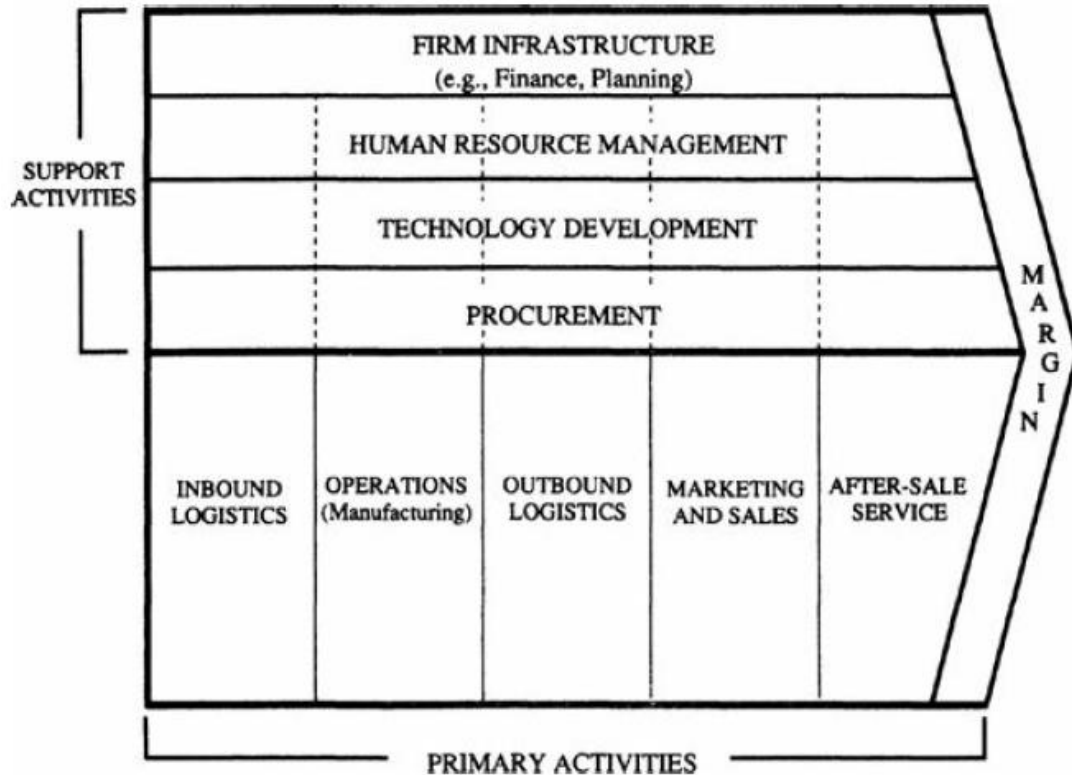 FIRM INFRASTRUCTURE
(e.g., Finance, Planning)
HUMAN RESOURCE MANAGEMENT
SUPPORT
ACTIVITIES
TECHNOLOGY DEVELOPMENT
PROCUREMENT
MARGIN
INBOUND
LOGISTICS
OPERATIONS
(Manufacturing)
OUTBOUND
LOGISTICS
MARKETING
AND SALES
AFTER-SALE
SERVICE
PRIMARY ACTIVITIES